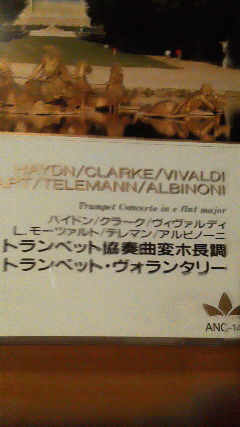 HAYDN/CLARKE/VIVALDI
ART/TELEMANN/ALBINONI
Trumpet Concerto in e flat major
ハイドン/クラーク/ヴィヴァルディ
L.モーツァルト/テレマン/アルビノーニ
トランペット協奏曲変ホ長調
トランペット・ヴォランタリー
ANC-14